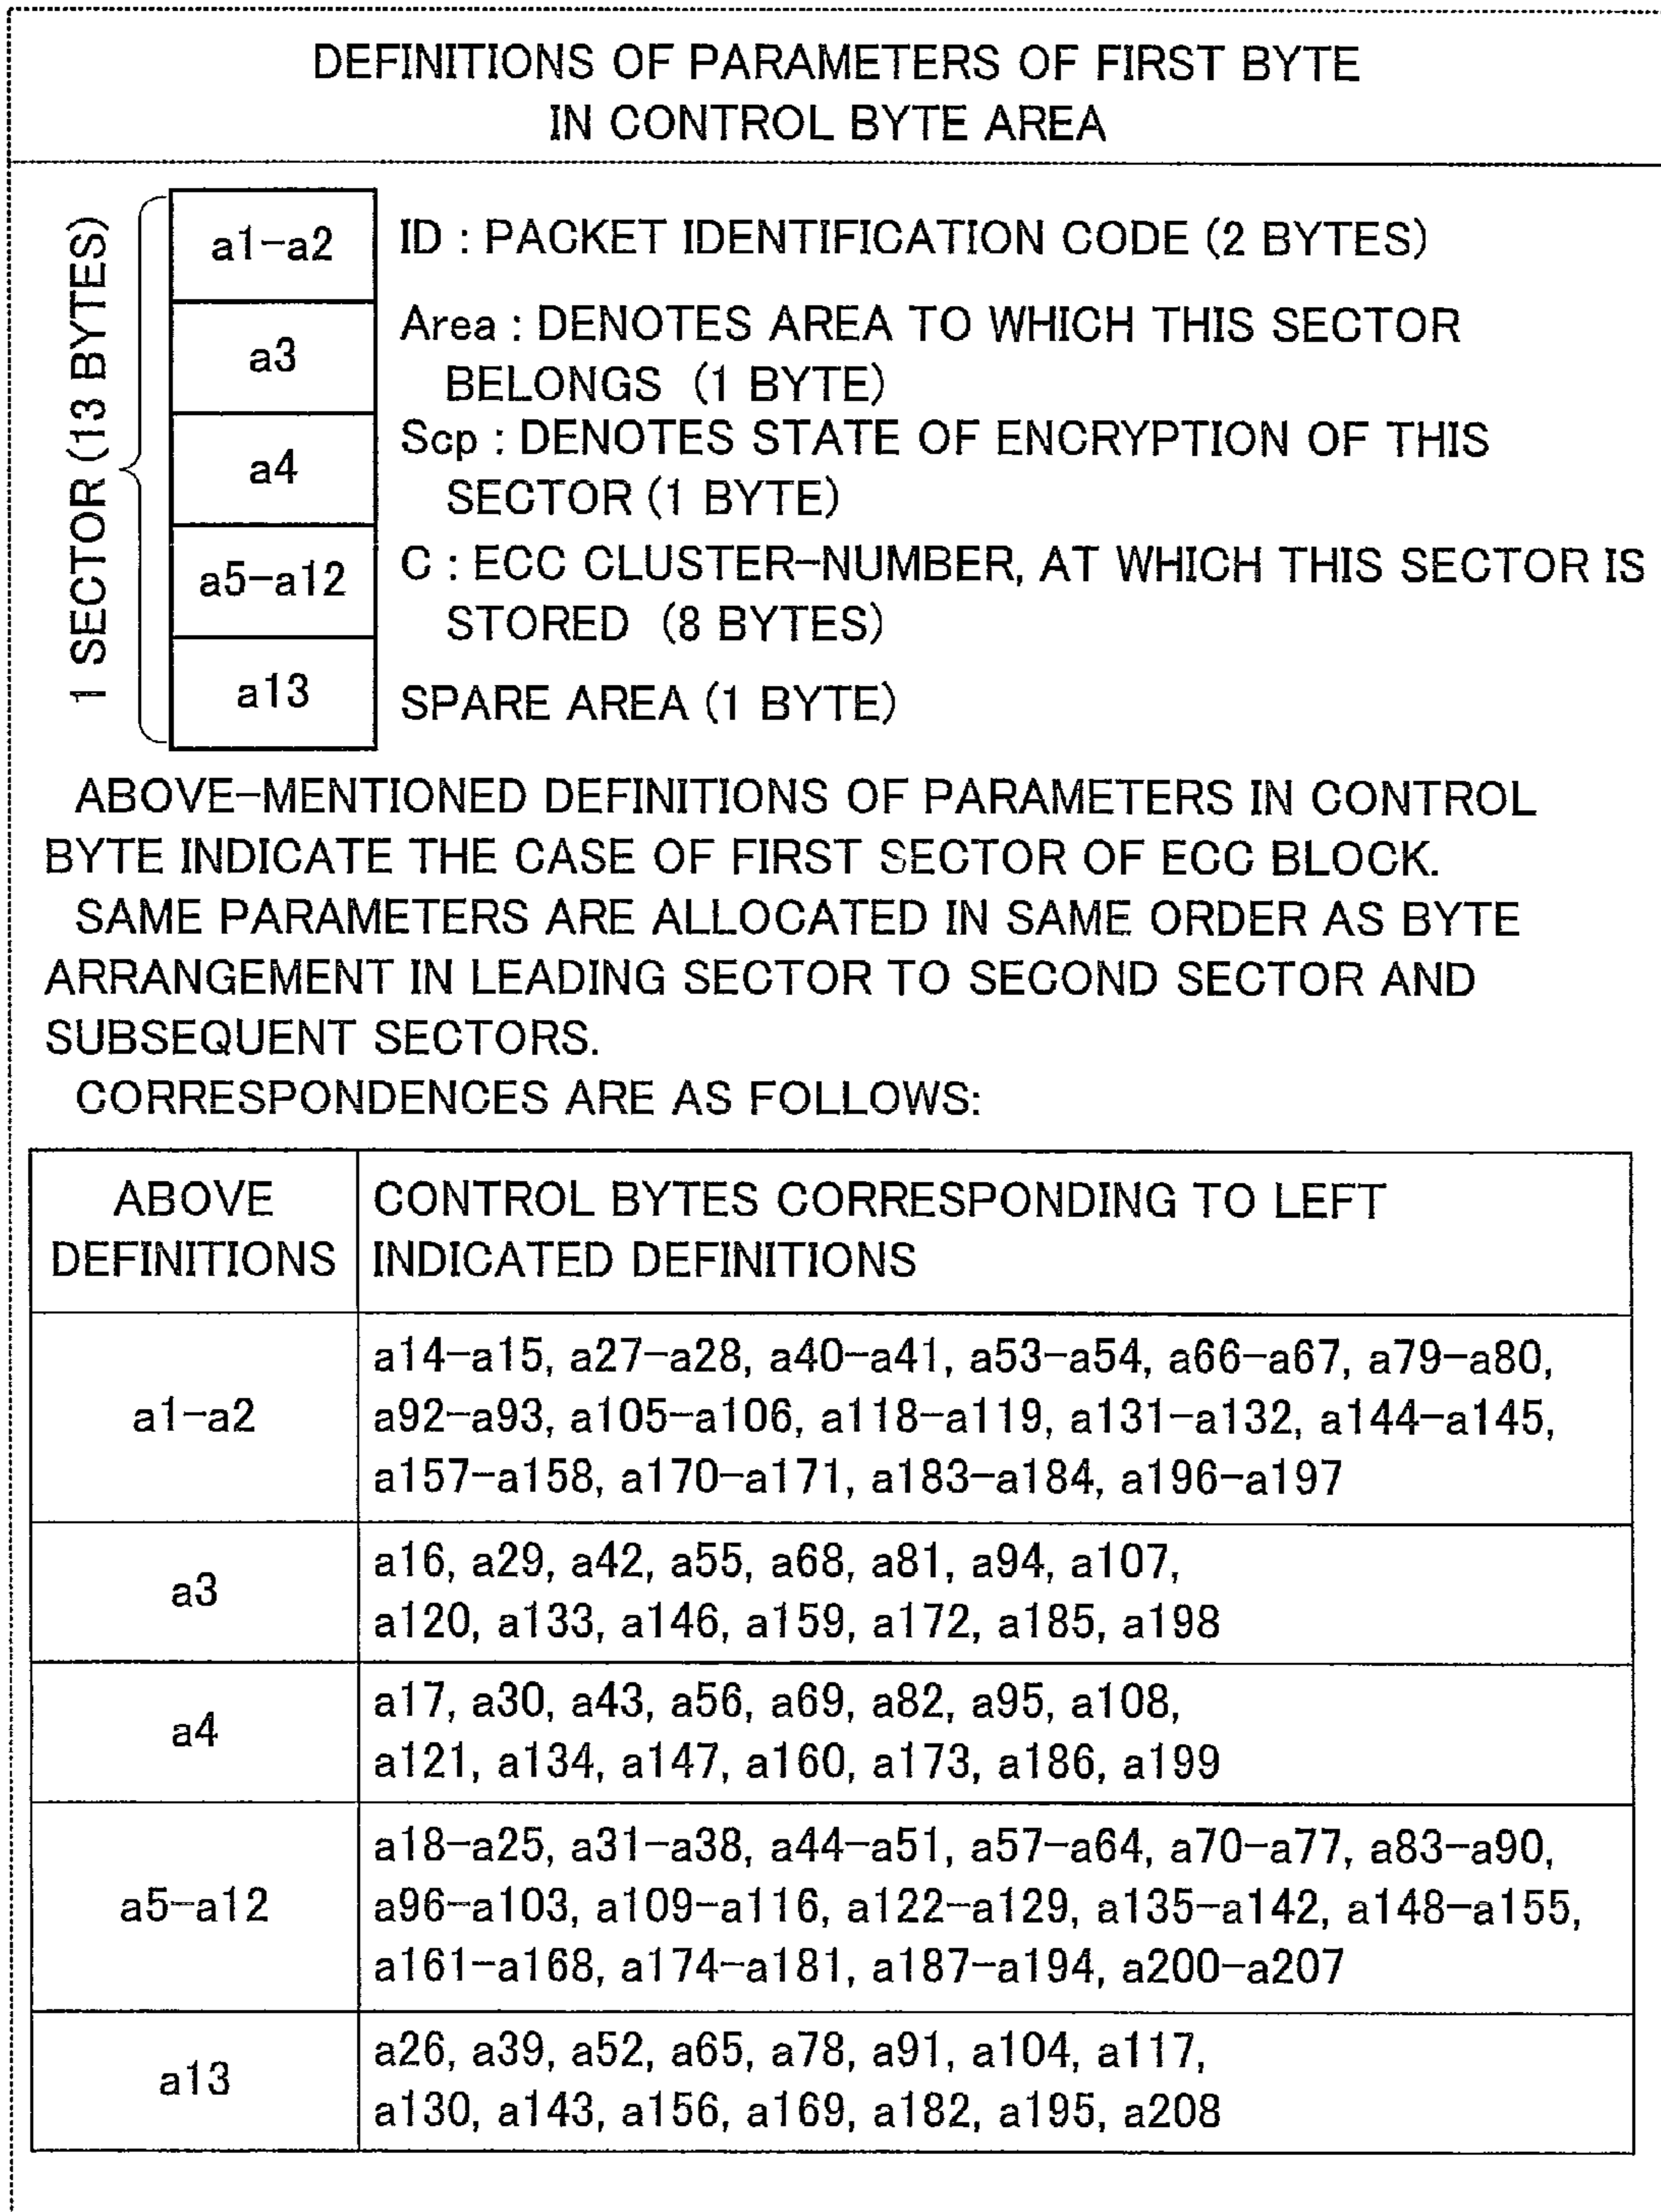 DEFINITIONS OF PARAMETERS OF FIRST BYTE
IN CONTROL BYTE AREA
1 SECTOR (13 BYTES)
a1-a2
ID : PACKET IDENTIFICATION CODE (2 BYTES)
a3
Area : DENOTES AREA TO WHICH THIS SECTOR
BELONGS (1 BYTE)
a4
Scp : DENOTES STATE OF ENCRYPTION OF THIS
SECTOR (1 BYTE)
a5-a12
C : ECC CLUSTER-NUMBER, AT WHICH THIS SECTOR IS
STORED (8 BYTES)
a13
SPARE AREA (1 BYTE)
ABOVE-MENTIONED DEFINITIONS OF PARAMETERS IN CONTROL
BYTE INDICATE THE CASE OF FIRST SECTOR OF ECC BLOCK.
SAME PARAMETERS ARE ALLOCATED IN SAME ORDER AS BYTE
ARRANGEMENT IN LEADING SECTOR TO SECOND SECTOR AND
SUBSEQUENT SECTORS.
CORRESPONDENCES ARE AS FOLLOWS:
ABOVE
DEFINITIONS
CONTROL BYTES CORRESPONDING TO LEFT
INDICATED DEFINITIONS
a1-a2
a14-a15, a27-a28, a40-a41, a53-a54, a66-a67, a79-a80,
a92-a93, a105-a106, a118-a119, a131-a132, a144-a145,
a157-a158, a170-a171, a183-a184, a196-a197
a3
a16, a29, a42, a55, a68, a81, a94, a107,
a120, a133, a146, a159, a172, a185, a198
a4
a17, a30, a43, a56, a69, a82, a95, a108,
a121, a134, a147, a160, a173, a186, a199
a5-a12
a18-a25, a31-a38, a44-a51, a57-a64, a70-a77, a83-a90,
a96-a103, a109-a116, a122-a129, a135-a142, a148-a155,
a161-a168, a174-a181, a187-a194, a200-a207
a13
a26, a39, a52, a65, a78, a91, a104, a117,
a130, a143, a156, a169, a182, a195, a208